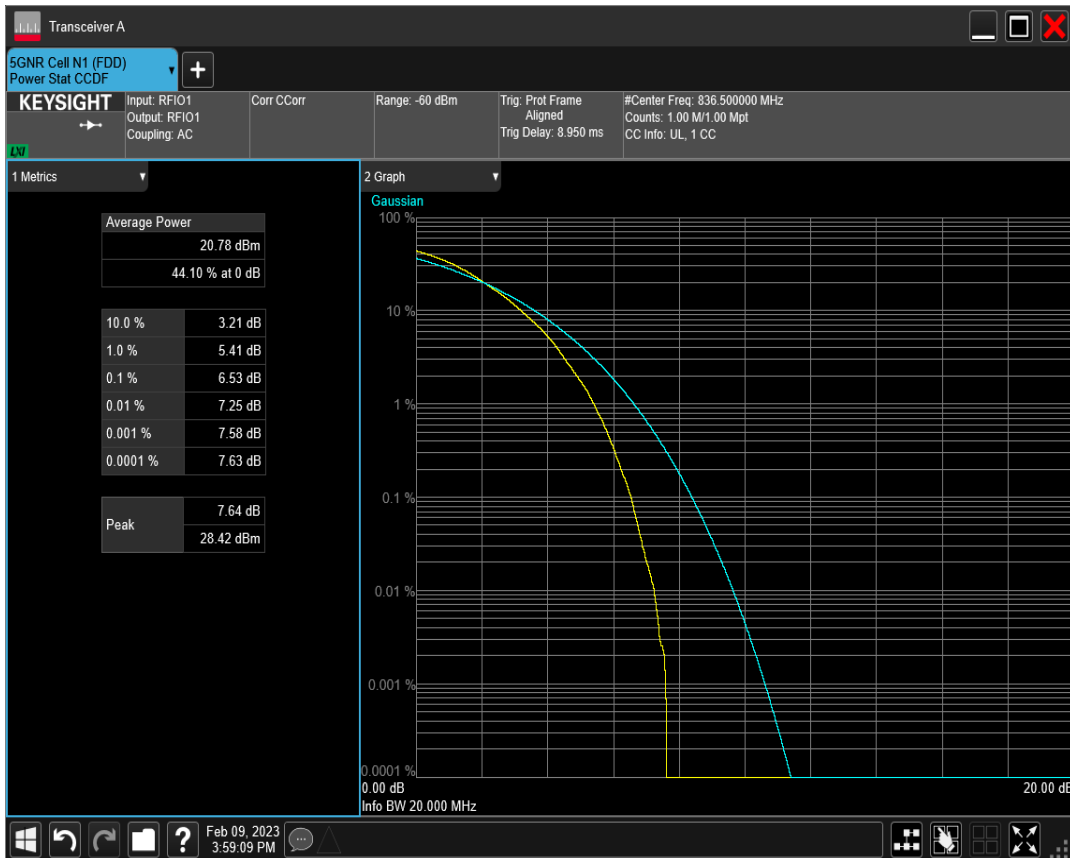 Transceiver A
5GNR Cell N1 (FDD)
Power Stat CCDF
KEYSIGHT
LXI
Input: RFIO1
Output: RFIO1
Coupling: AC
Corr CCorr
Range: -60 dBm
Trig: Prot Frame
Aligned
Trig Delay: 8.950 ms
#Center Freq: 836.500000 MHz
Counts: 1.00 M/1.00 Mpt
CC Info: UL, 1 CC
1 Metrics
Average Power
20.78 dBm
44.10 % at 0 dB
10.0 % 3.21 dB
1.0 % 5.41 dB
0.1 % 6.53 dB
0.01 % 7.25 dB
0.001 % 7.58 dB
0.0001 % 7.63 dB
Peak 7.64 dB
28.42 dBm
2 Graph
Gaussian
100 %
10 %
1 %
0.1 %
0.01 %
0.001 %
0.0001 %
0.00 dB 20.00 dB
Info BW 20.000 MHz
Feb 09, 2023
3:59:09 PM